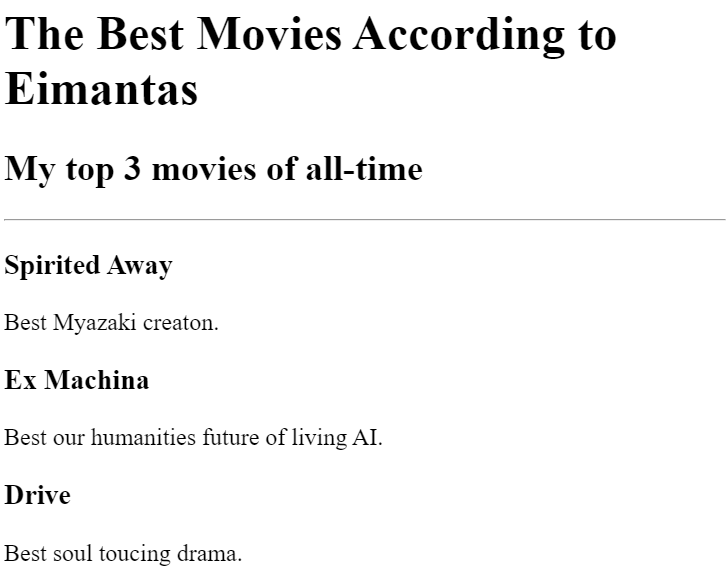 The Best Movies According to
Eimantas
My top 3 movies of all-time
Spirited Away
Best Myazaki creaton.
Ex Machina
Best our humanities future of living AI.
Drive
Best soul toucing drama.